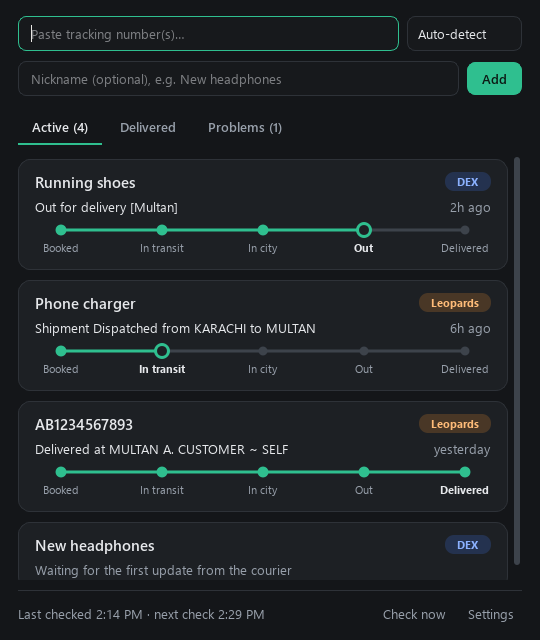 Paste tracking number(s)...
Auto-detect
Nickname (optional), e.g. New headphones
Add
Active (4)
Delivered
Problems (1)
Running shoes
DEX
Out for delivery [Multan]
2h ago
Booked
In transit
In city
Out
Delivered
Phone charger
Leopards
Shipment Dispatched from KARACHI to MULTAN
6h ago
Booked
In transit
In city
Out
Delivered
AB1234567893
Leopards
Delivered at MULTAN A. CUSTOMER ~ SELF
yesterday
Booked
In transit
In city
Out
Delivered
New headphones
DEX
Waiting for the first update from the courier
Last checked 2:14 PM · next check 2:29 PM
Check now
Settings